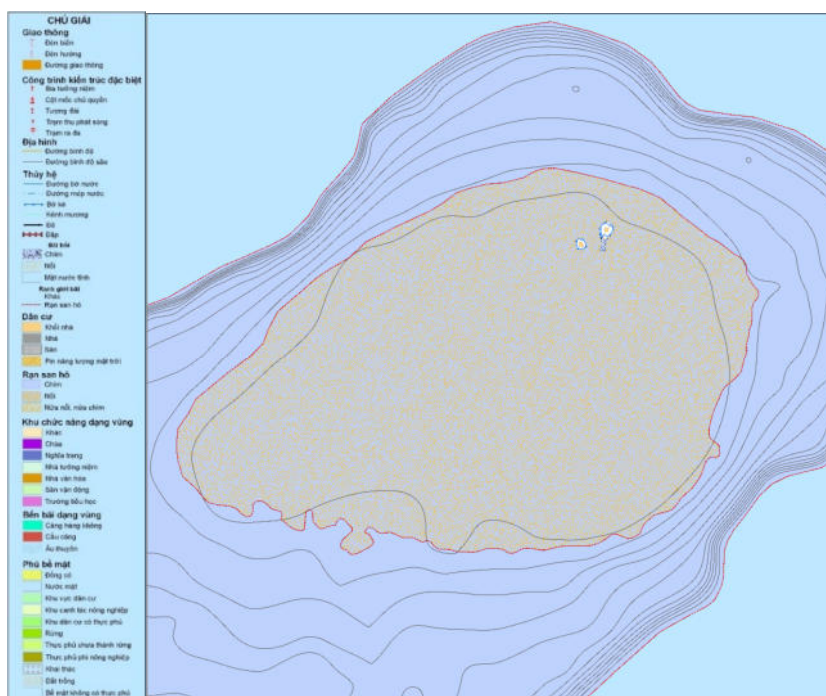 CHÚ GIẢI
Giao thông
Đèn biển
Đèn hướng
Đường giao thông
Công trình kiến trúc đặc biệt
Bia tưởng niệm
Cột mốc chủ quyền
Tượng đài
Trạm thu phát sóng
Trạm ra đa
Địa hình
Đường bình độ
Đường bình độ sâu
Thủy hệ
Đường bờ nước
Đường mép nước
Bờ kè
Kênh mương
Đê
Đập
Bãi bồi
Chìm
Nổi
Mặt nước tĩnh
Ranh giới bãi
Khác
Rạn san hô
Dân cư
Khối nhà
Nhà
Sân
Pin năng lượng mặt trời
Rạn san hô
Chìm
Nổi
Nửa nổi, nửa chìm
Khu chức năng dạng vùng
Khác
Chùa
Nghĩa trang
Nhà tưởng niệm
Nhà văn hóa
Sân vận động
Trường tiểu học
Bến bãi dạng vùng
Cảng hàng không
Cầu cảng
Âu thuyền
Phủ bề mặt
Đồng cỏ
Nước mặt
Khu vực dân cư
Khu canh tác nông nghiệp
Khu dân cư có thực phủ
Rừng
Thực phủ chưa thành rừng
Thực phủ phi nông nghiệp
Khai thác
Đất trống
Bề mặt không có thực phủ